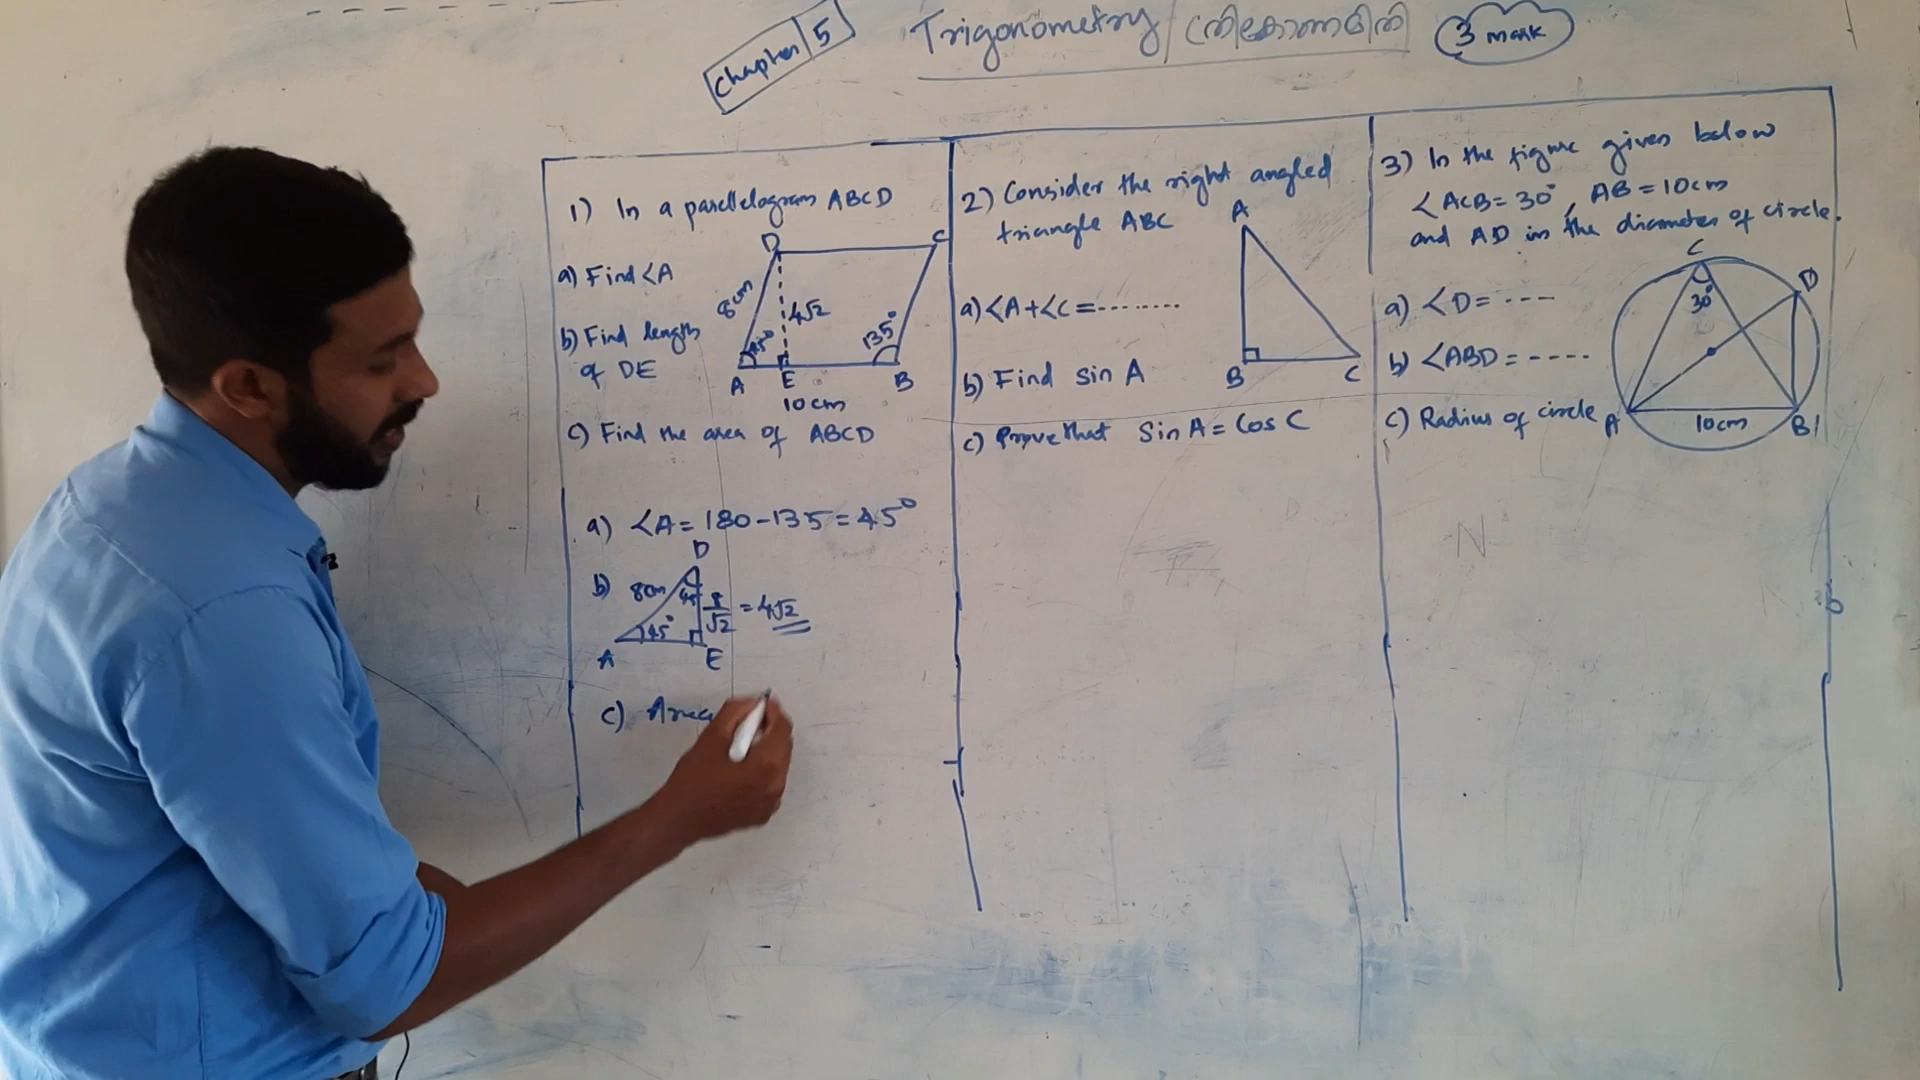 Chapter 5
Trigonometry / ത്രികോണമിതി
3 mark
1) In a parellelogram ABCD
a) Find ∠A
b) Find length
of DE
c) Find the area of ABCD
D
C
8cm
4√2
45°
135°
A
E
B
10cm
a) ∠A = 180-135 = 45°
b)
D
8cm
45
8/√2 = 4√2
45°
A
E
c) Area
2) Consider the right angled
triangle ABC
a) ∠A+∠C = --------
b) Find sin A
c) Prove that Sin A = Cos C
A
B
C
3) In the figure given below
∠ACB = 30°, AB = 10cm
and AD is the diameter of circle.
a) ∠D = ---
b) ∠ABD = ----
c) Radius of circle
C
D
30°
A
10cm
B
N